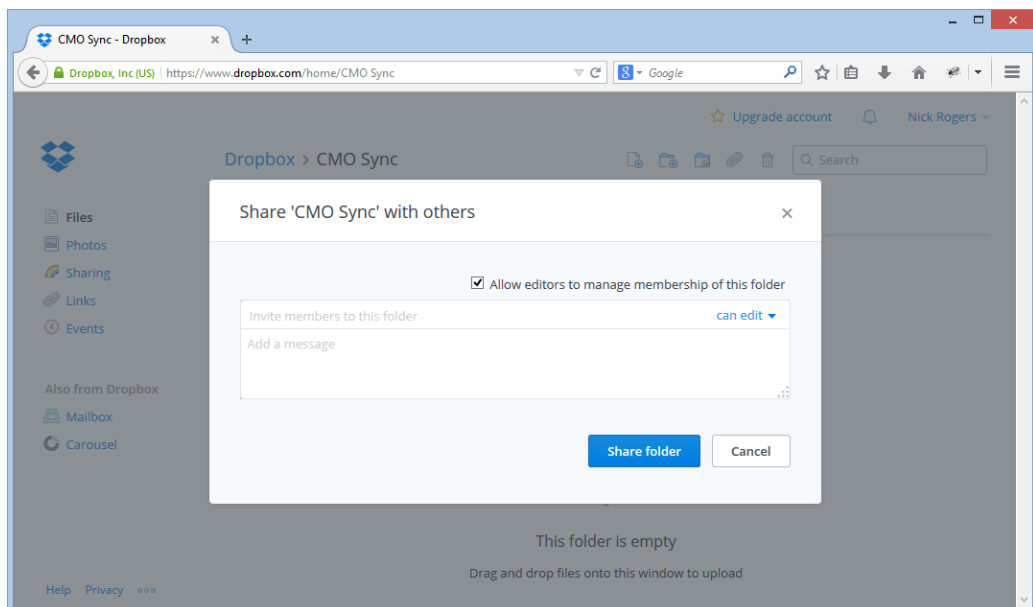 CMO Sync - Dropbox
Dropbox, Inc (US) https://www.dropbox.com/home/CMO Sync
Google
Upgrade account
Nick Rogers
Dropbox > CMO Sync
Search
Share 'CMO Sync' with others
Files
Photos
Sharing
Links
Events
Allow editors to manage membership of this folder
Invite members to this folder can edit
Add a message
Also from Dropbox
Mailbox
Carousel
Share folder Cancel
This folder is empty
Drag and drop files onto this window to upload
Help Privacy